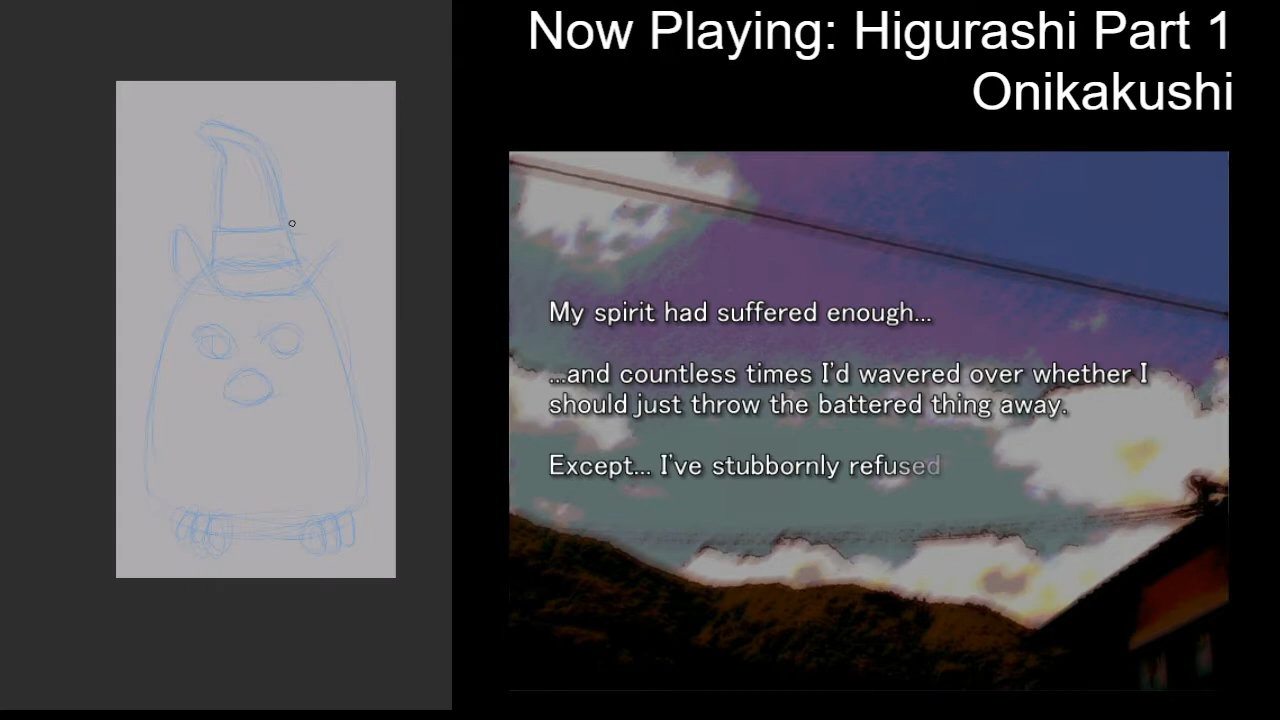 Now Playing: Higurashi Part 1
Onikakushi
My spirit had suffered enough...
...and countless times I'd wavered over whether I
should just throw the battered thing away.
Except... I've stubbornly refused